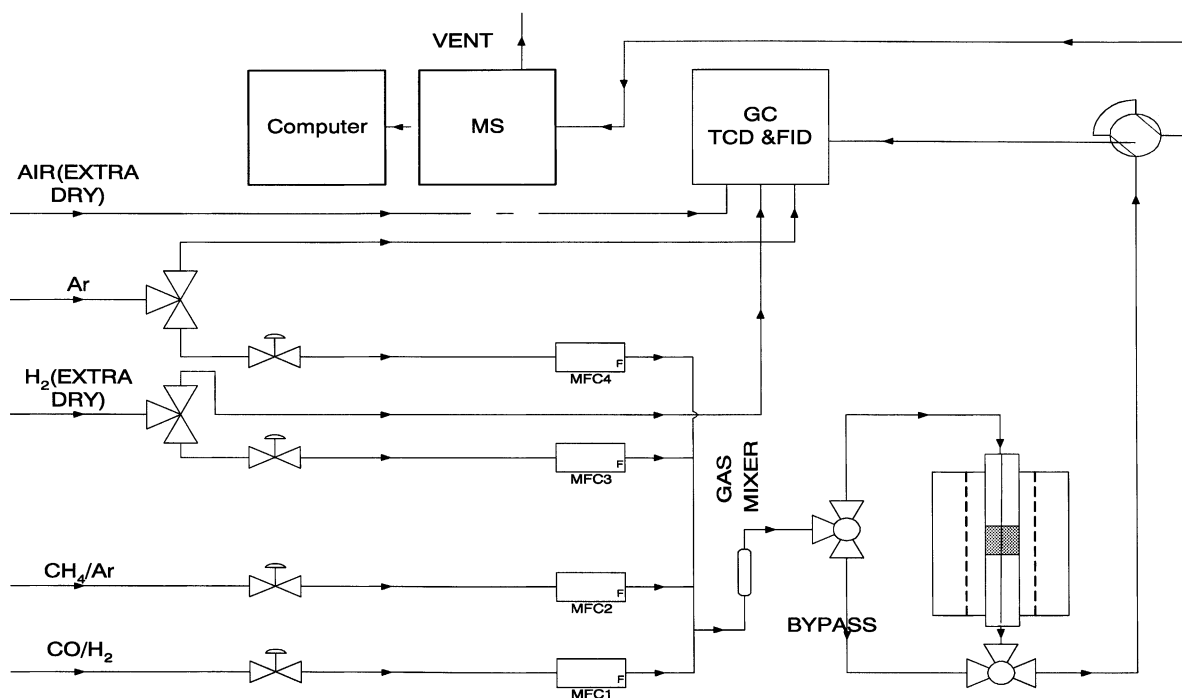 VENT
Computer
MS
GC
TCD &FID
AIR(EXTRA
DRY)
Ar
F
MFC4
H₂(EXTRA
DRY)
F
MFC3
GAS
MIXER
CH₄/Ar
F
MFC2
BYPASS
CO/H₂
F
MFC1